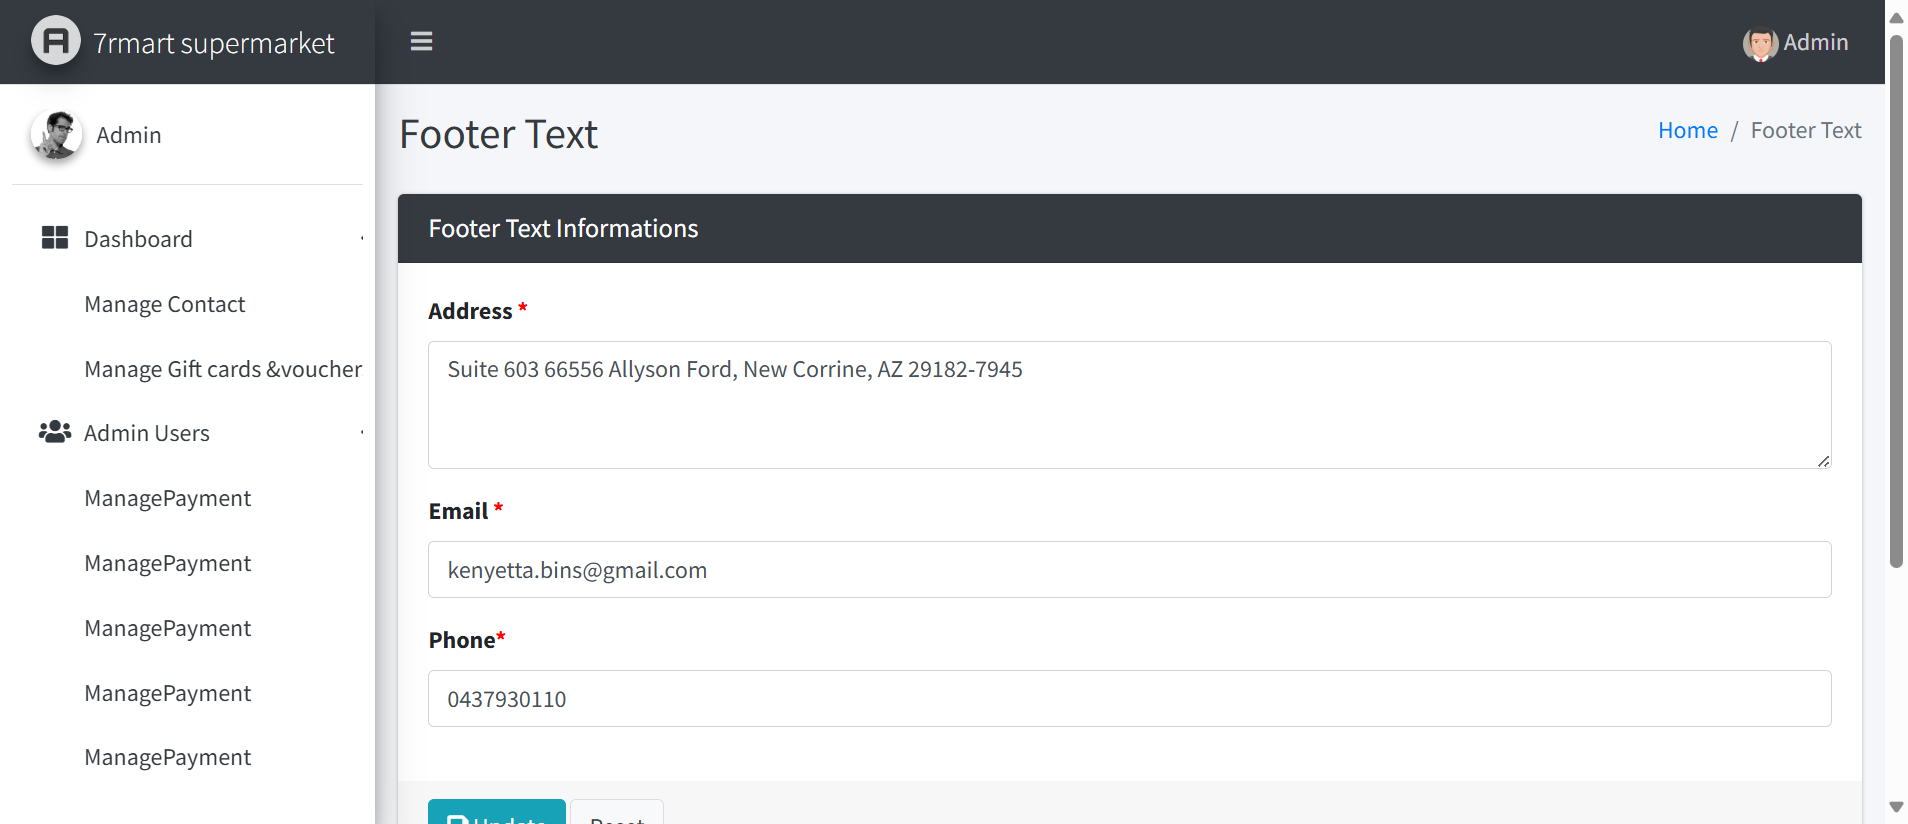 7rmart supermarket
Admin
Admin
Footer Text
Home / Footer Text
Dashboard
Manage Contact
Manage Gift cards &voucher
Admin Users
ManagePayment
ManagePayment
ManagePayment
ManagePayment
ManagePayment
Footer Text Informations
Address *
Suite 603 66556 Allyson Ford, New Corrine, AZ 29182-7945
Email *
kenyetta.bins@gmail.com
Phone*
0437930110
Update
Reset